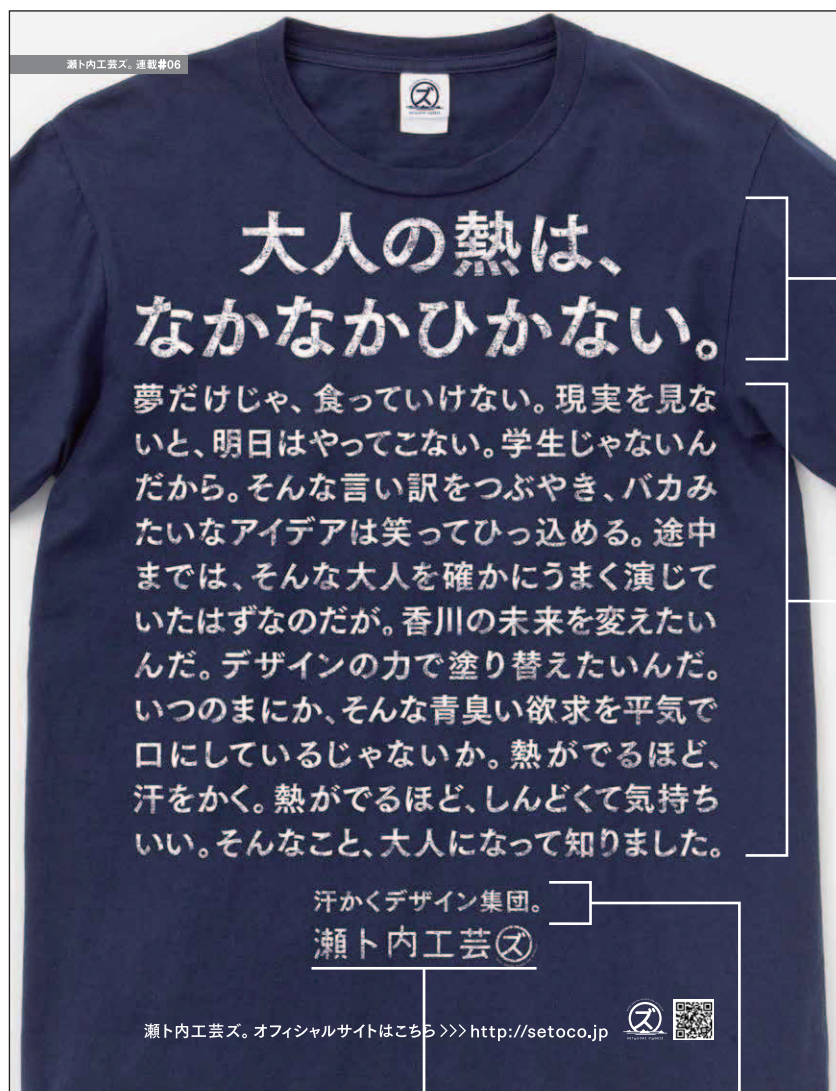 瀬ト内工芸ズ。連載#06
ズ
大人の熱は、
なかなかひかない。
夢だけじゃ、食っていけない。現実を見な
いと、明日はやってこない。学生じゃないん
だから。そんな言い訳をつぶやき、バカみ
たいなアイデアは笑ってひっ込める。途中
までは、そんな大人を確かにうまく演じて
いたはずなのだが。香川の未来を変えたい
んだ。デザインの力で塗り替えたいんだ。
いつのまにか、そんな青臭い欲求を平気で
口にしているじゃないか。熱がでるほど、
汗をかく。熱がでるほど、しんどくて気持ち
いい。そんなこと、大人になって知りました。
汗かくデザイン集団。
瀬ト内工芸ズ
瀬ト内工芸ズ。オフィシャルサイトはこちら>>>http://setoco.jp
ズ